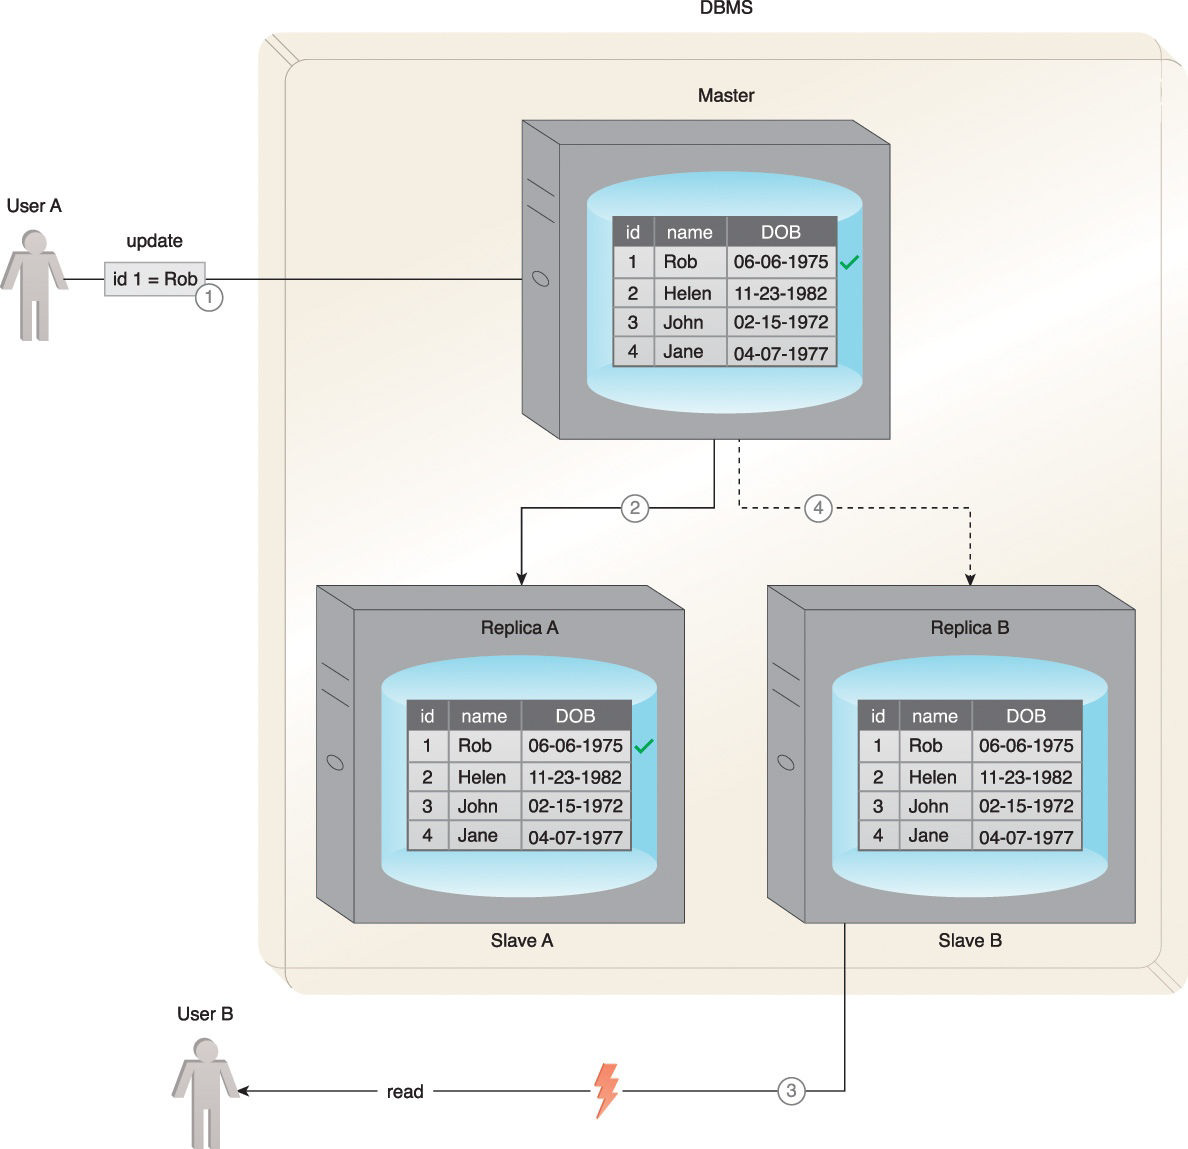 DBMS
Master
User A
update
id 1 = Rob
1
id name DOB
1 Rob 06-06-1975
2 Helen 11-23-1982
3 John 02-15-1972
4 Jane 04-07-1977
2
4
Replica A
id name DOB
1 Rob 06-06-1975
2 Helen 11-23-1982
3 John 02-15-1972
4 Jane 04-07-1977
Slave A
Replica B
id name DOB
1 Rob 06-06-1975
2 Helen 11-23-1982
3 John 02-15-1972
4 Jane 04-07-1977
Slave B
User B
read
3